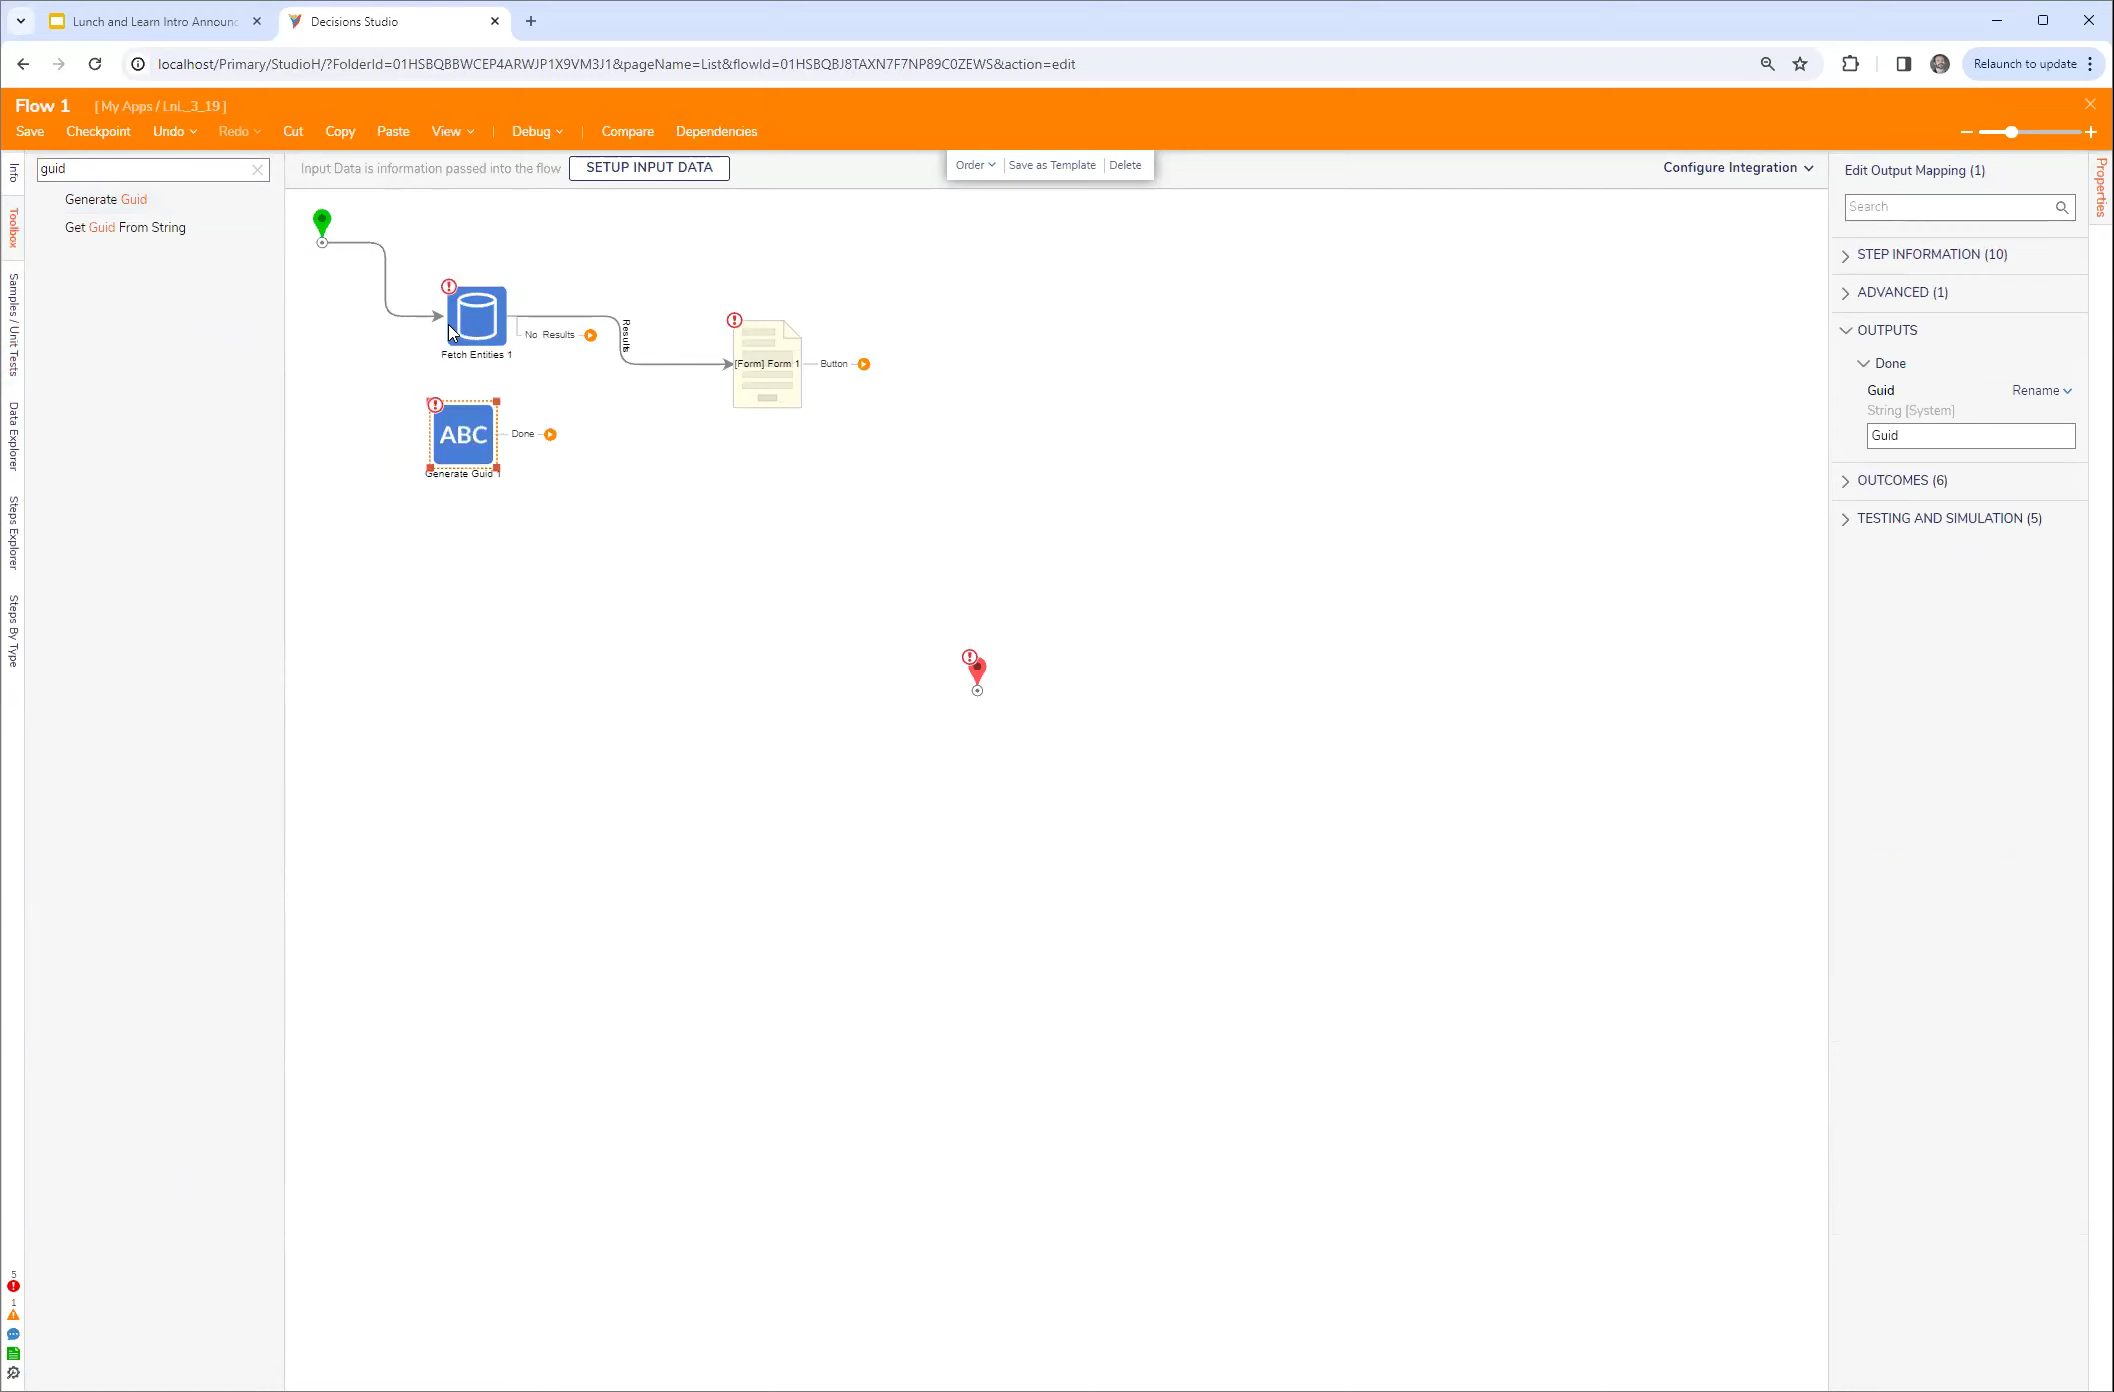 Lunch and Learn Intro Announc
Decisions Studio
localhost/Primary/StudioH/?FolderId=01HSBQBBWCEP4ARWJP1X9VM3J1&pageName=List&flowId=01HSBQBJ8TAXN7F7NP89C0ZEWS&action=edit
Relaunch to update
Flow 1 [ My Apps / LnL_3_19 ]
Save Checkpoint Undo Redo Cut Copy Paste View Debug Compare Dependencies
Info
Toolbox
Samples / Unit Tests
Data Explorer
Steps Explorer
Steps By Type
5
1
guid
Generate Guid
Get Guid From String
Input Data is information passed into the flow SETUP INPUT DATA
Order Save as Template Delete
Configure Integration
Fetch Entities 1
No Results
Results
[Form] Form 1
Button
ABC
Done
Generate Guid 1
Properties
Edit Output Mapping (1)
Search
STEP INFORMATION (10)
ADVANCED (1)
OUTPUTS
Done
Guid Rename
String [System]
Guid
OUTCOMES (6)
TESTING AND SIMULATION (5)